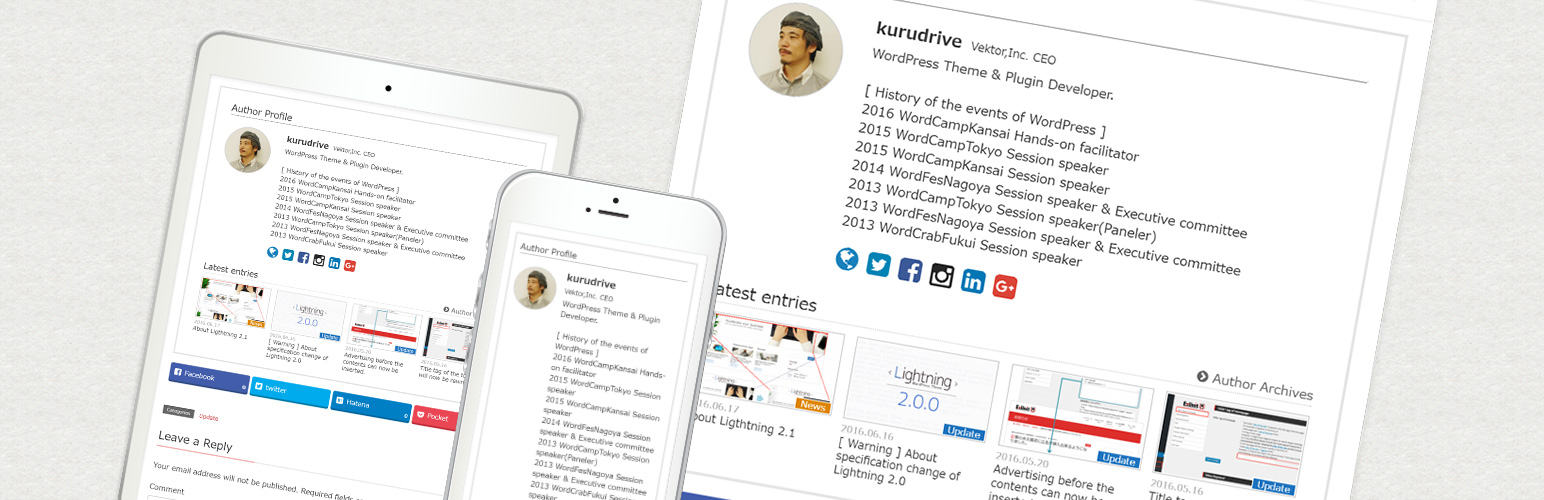 Author Profile
kurudrive Vektor,Inc. CEO
WordPress Theme & Plugin Developer.
[ History of the events of WordPress ]
2016 WordCampKansai Hands-on facilitator
2015 WordCampTokyo Session speaker
2015 WordCampKansai Session speaker
2014 WordFesNagoya Session speaker & Executive committee
2013 WordCampTokyo Session speaker(Paneler)
2013 WordFesNagoya Session speaker & Executive committee
2013 WordCrabFukui Session speaker
Latest entries
Author
News
2016.06.17
About Ligthtning 2.1
Lightning
2.0.0
Update
2016.06.16
[ Warning ] About
specification change of
Lightning 2.0
Update
2016.05.20
Advertising before the
contents can now be
inserted.
2016.05.16
Title tag of the to
will now be
Facebook 0
twitter
Hatena 0
Pocket
Categories Update
Leave a Reply
Your email address will not be published. Required fields
Comment
Author Profile
kurudrive
Vektor,Inc. CEO
WordPress Theme & Plugin
Developer.
[ History of the events of
WordPress ]
2016 WordCampKansai Hands-
on facilitator
2015 WordCampTokyo Session
speaker
2015 WordCampKansai Session
speaker
2014 WordFesNagoya Session
speaker & Executive committee
2013 WordCampTokyo Session
speaker(Paneler)
2013 WordFesNagoya Session
speaker & Executive committee
2013 WordCrabFukui Session
speaker
kurudrive Vektor,Inc. CEO
WordPress Theme & Plugin Developer.
[ History of the events of WordPress ]
2016 WordCampKansai Hands-on facilitator
2015 WordCampTokyo Session speaker
2015 WordCampKansai Session speaker
2014 WordFesNagoya Session speaker & Executive committee
2013 WordCampTokyo Session speaker(Paneler)
2013 WordFesNagoya Session speaker & Executive committee
2013 WordCrabFukui Session speaker
atest entries
Author Archives
News
2016.06.17
bout Ligthtning 2.1
Lightning
2.0.0
Update
2016.06.16
[ Warning ] About
specification change of
Lightning 2.0
Update
2016.05.20
Advertising before the
contents can now be
Update
2016.05.16
Title tag